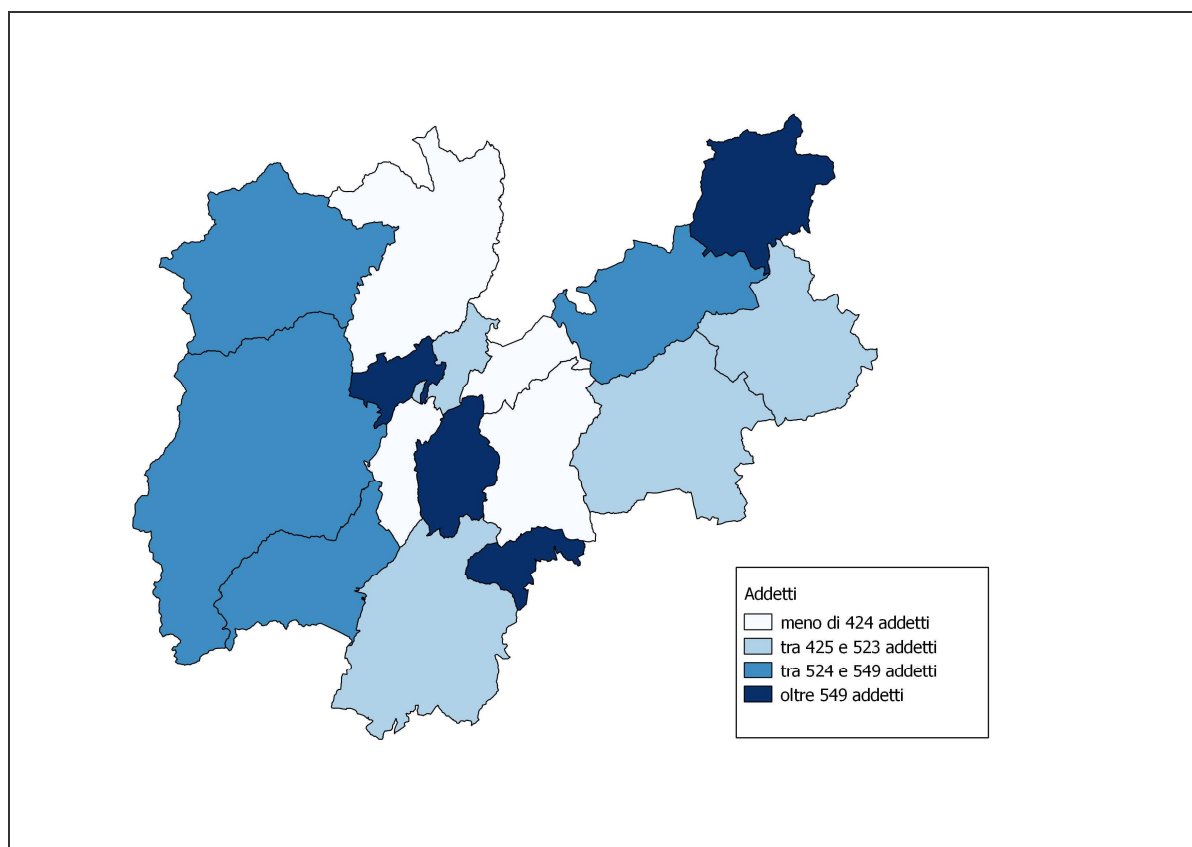 Addetti
meno di 424 addetti
tra 425 e 523 addetti
tra 524 e 549 addetti
oltre 549 addetti